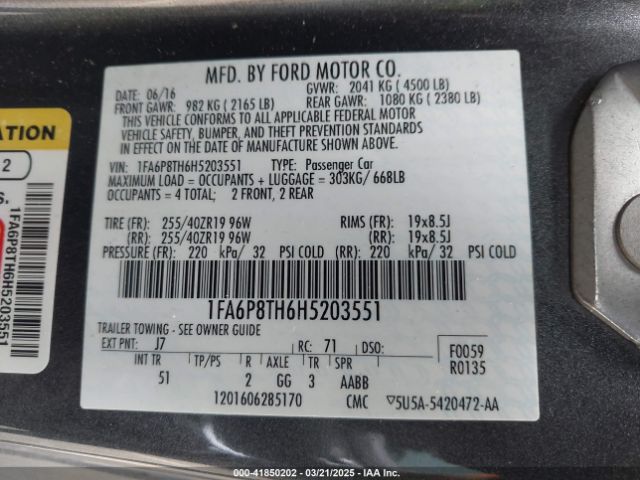 MFD. BY FORD MOTOR CO.
DATE: 06/16 GVWR: 2041 KG ( 4500 LB)
FRONT GAWR: 982 KG ( 2165 LB) REAR GAWR: 1080 KG ( 2380 LB)
THIS VEHICLE CONFORMS TO ALL APPLICABLE FEDERAL MOTOR
VEHICLE SAFETY, BUMPER, AND THEFT PREVENTION STANDARDS
IN EFFECT ON THE DATE OF MANUFACTURE SHOWN ABOVE.
VIN: 1FA6P8TH6H5203551 TYPE: Passenger Car
MAXIMUM LOAD = OCCUPANTS + LUGGAGE = 303KG/ 668LB
OCCUPANTS = 4 TOTAL; 2 FRONT, 2 REAR
TIRE (FR): 255/40ZR19 96W RIMS (FR): 19x8.5J
(RR): 255/40ZR19 96W (RR): 19x8.5J
PRESSURE (FR): 220 kPa/ 32 PSI COLD (RR): 220 kPa/ 32 PSI COLD
1FA6P8TH6H5203551
TRAILER TOWING - SEE OWNER GUIDE
EXT PNT: J7 RC: 71 DSO:
F0059
R0135
INT TR TP/PS R AXLE TR SPR
51 2 GG 3 AABB
1201606285170 CMC 5U5A-5420472-AA
ATION
2
S.
1FA6P8TH6H5203551
000-41850202 - 03/21/2025 - IAA Inc.